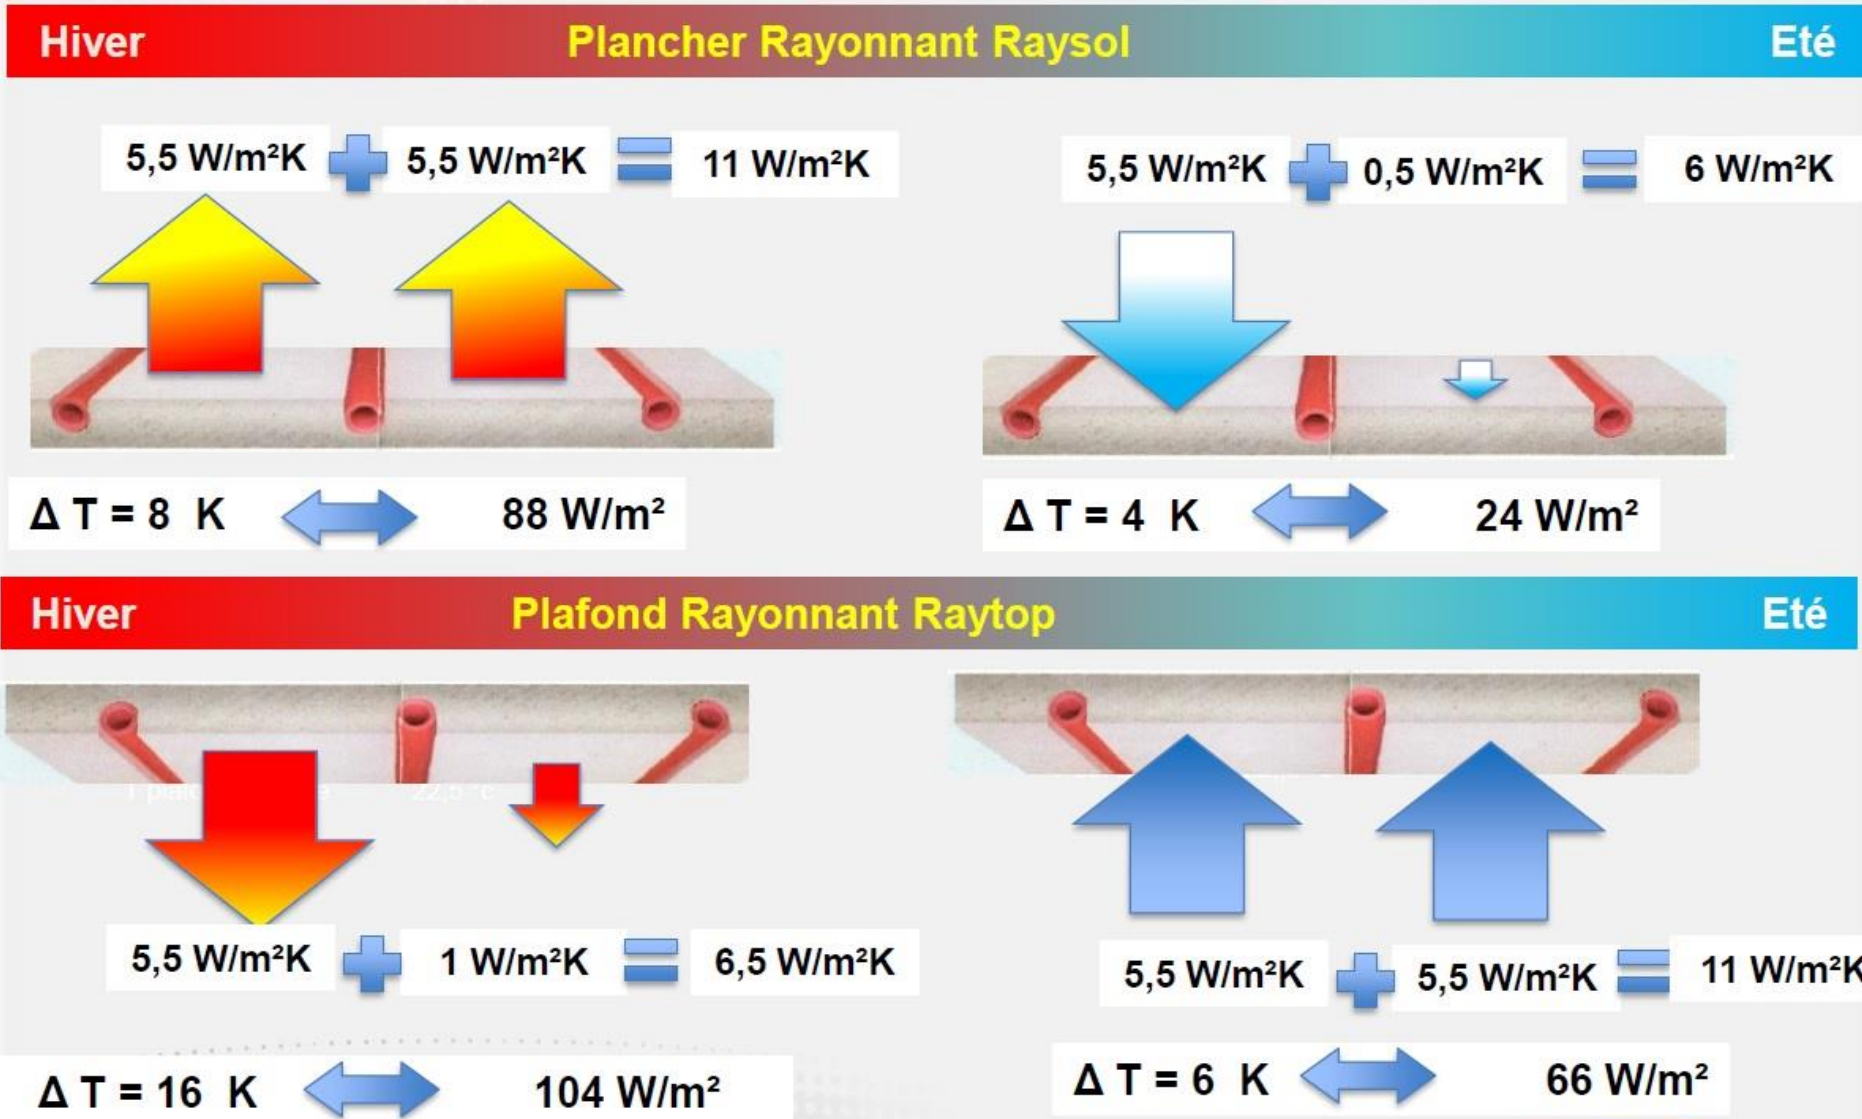 Hiver Plancher Rayonnant Raysol Eté
5,5 W/m²K 5,5 W/m²K 11 W/m²K
5,5 W/m²K 0,5 W/m²K 6 W/m²K
Δ T = 8 K 88 W/m²
Δ T = 4 K 24 W/m²
Hiver Plafond Rayonnant Raytop Eté
22,5 °c
5,5 W/m²K 1 W/m²K 6,5 W/m²K
5,5 W/m²K 5,5 W/m²K 11 W/m²K
Δ T = 16 K 104 W/m²
Δ T = 6 K 66 W/m²